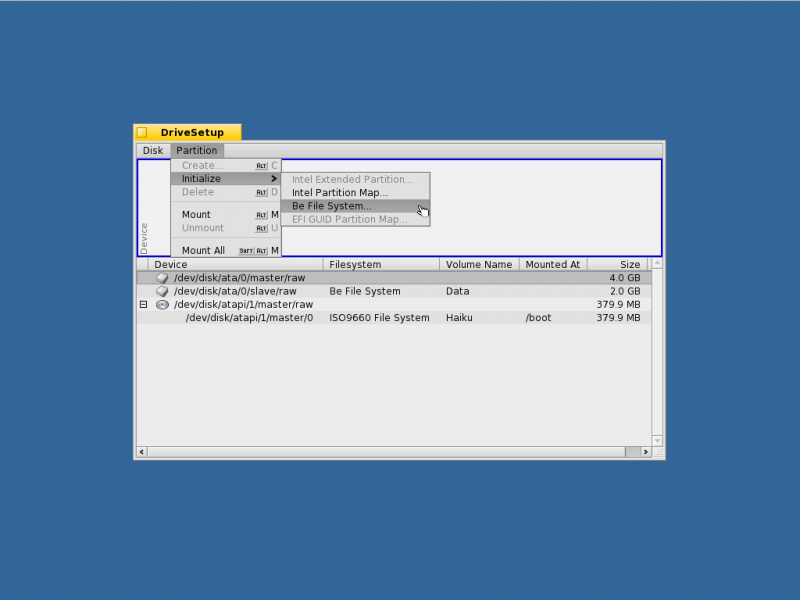 DriveSetup
Disk Partition
Create... ALT C
Initialize ALT
Delete ALT D
Mount ALT M
Unmount ALT U
Mount All SHFT ALT M
Intel Extended Partition...
Intel Partition Map...
Be File System...
EFI GUID Partition Map...
Device
Device Filesystem Volume Name Mounted At Size
/dev/disk/ata/0/master/raw 4.0 GB
/dev/disk/ata/0/slave/raw Be File System Data 2.0 GB
/dev/disk/atapi/1/master/raw 379.9 MB
/dev/disk/atapi/1/master/0 ISO9660 File System Haiku /boot 379.9 MB